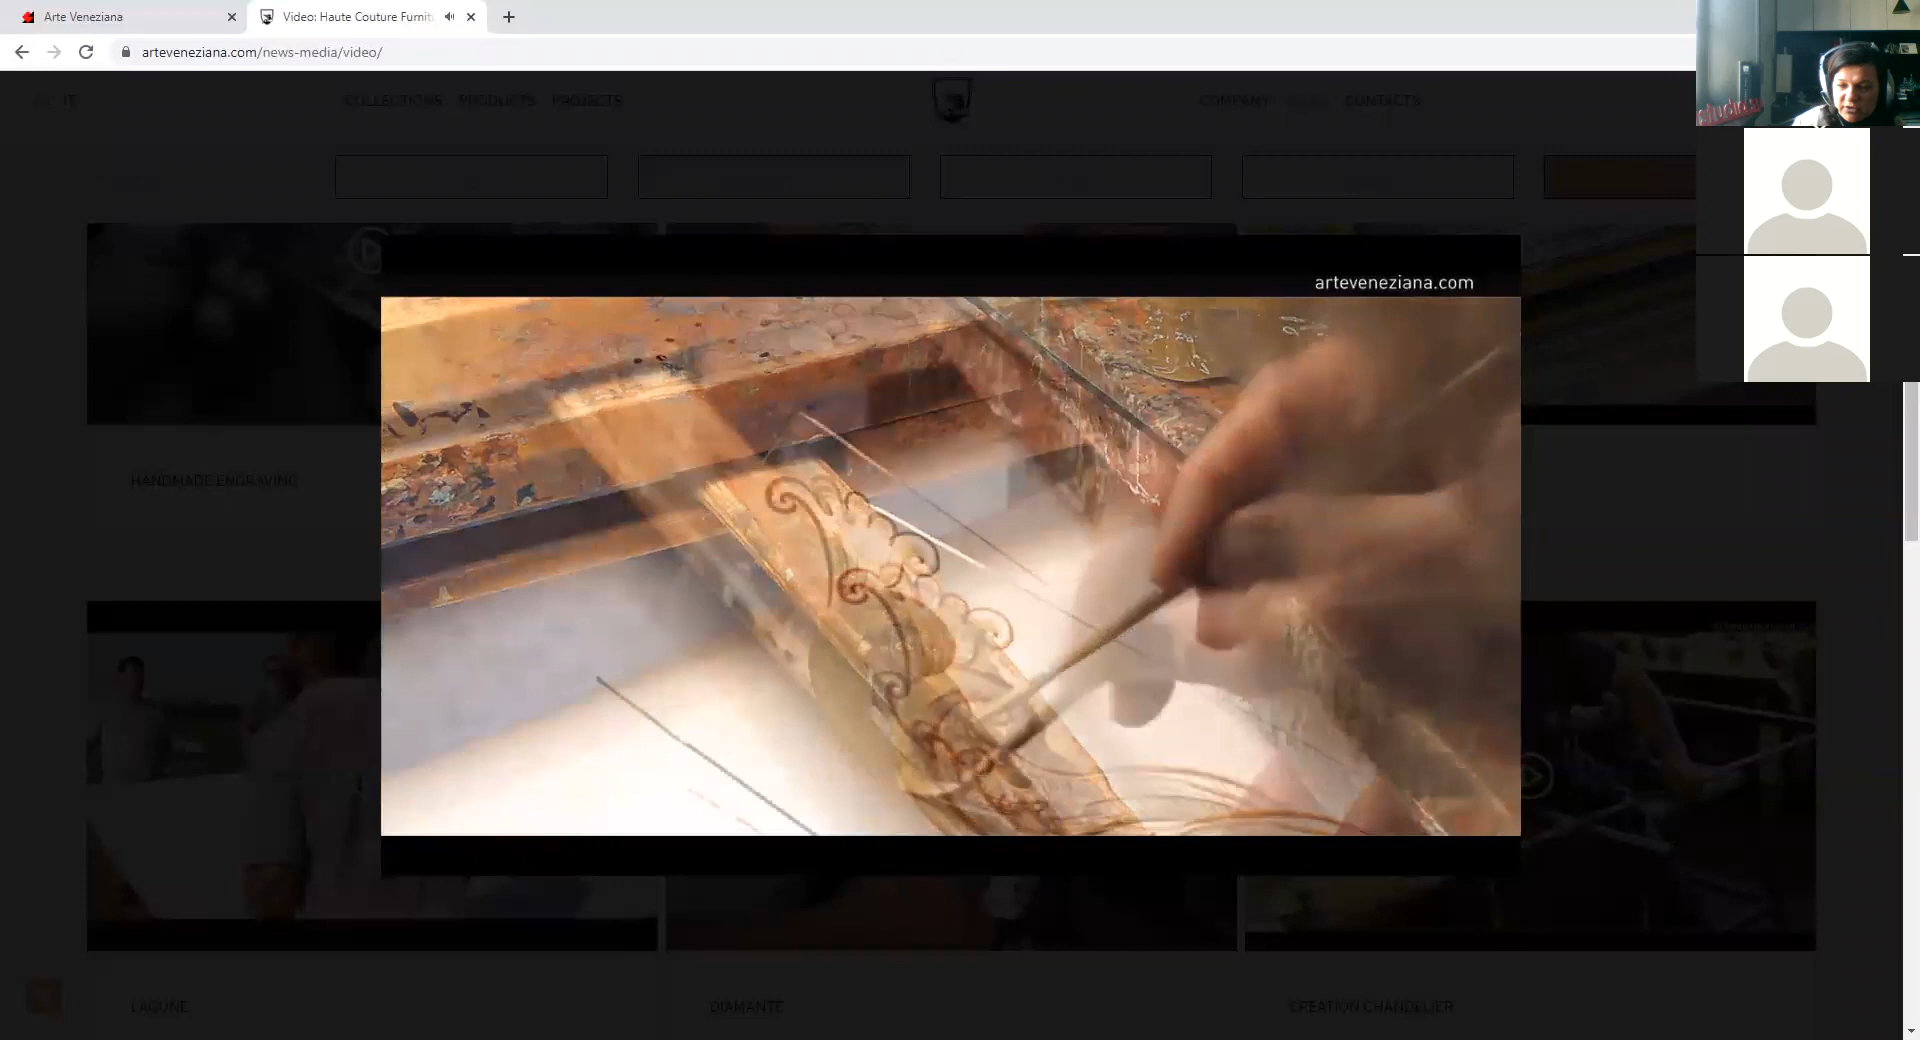 Arte Veneziana
Video: Haute Couture Furnit
arteveneziana.com/news-media/video/
IT
COLLECTIONS PRODUCTS PROJECTS
COMPANY
CONTACTS
arteveneziana.com
HANDMADE ENGRAVING
LAGUNE
DIAMANTE
CREATION CHANDELIER